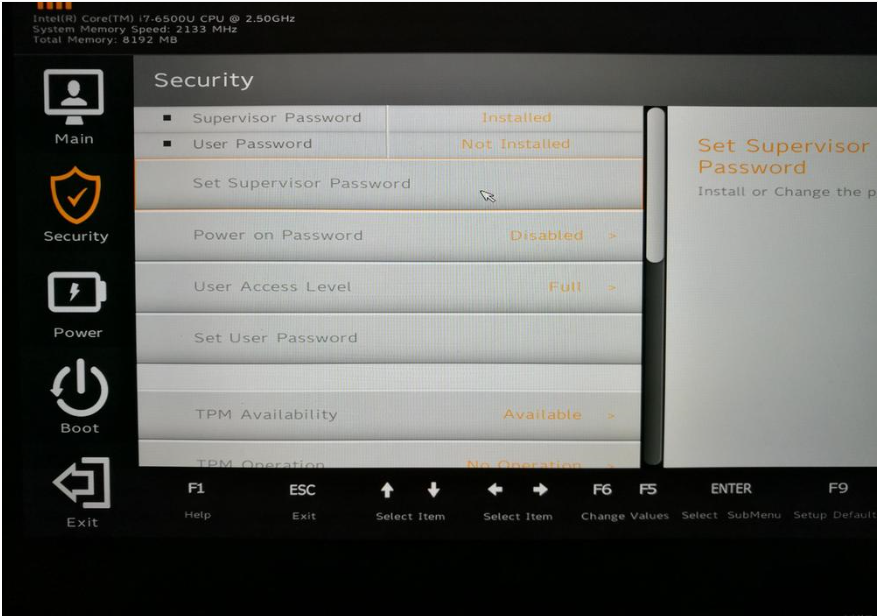 Intel(R) Core(TM) i7-6500U CPU @ 2.50GHz
System Memory Speed: 2133 MHz
Total Memory: 8192 MB
Security
Main
Security
Power
Boot
Exit
Supervisor Password Installed
User Password Not Installed
Set Supervisor Password
Power on Password Disabled >
User Access Level Full >
Set User Password
TPM Availability Available >
TPM Operation No Operation >
Set Supervisor
Password
Install or Change the p
F1 ESC F6 F5 ENTER F9
Help Exit Select Item Select Item Change Values Select SubMenu Setup Default